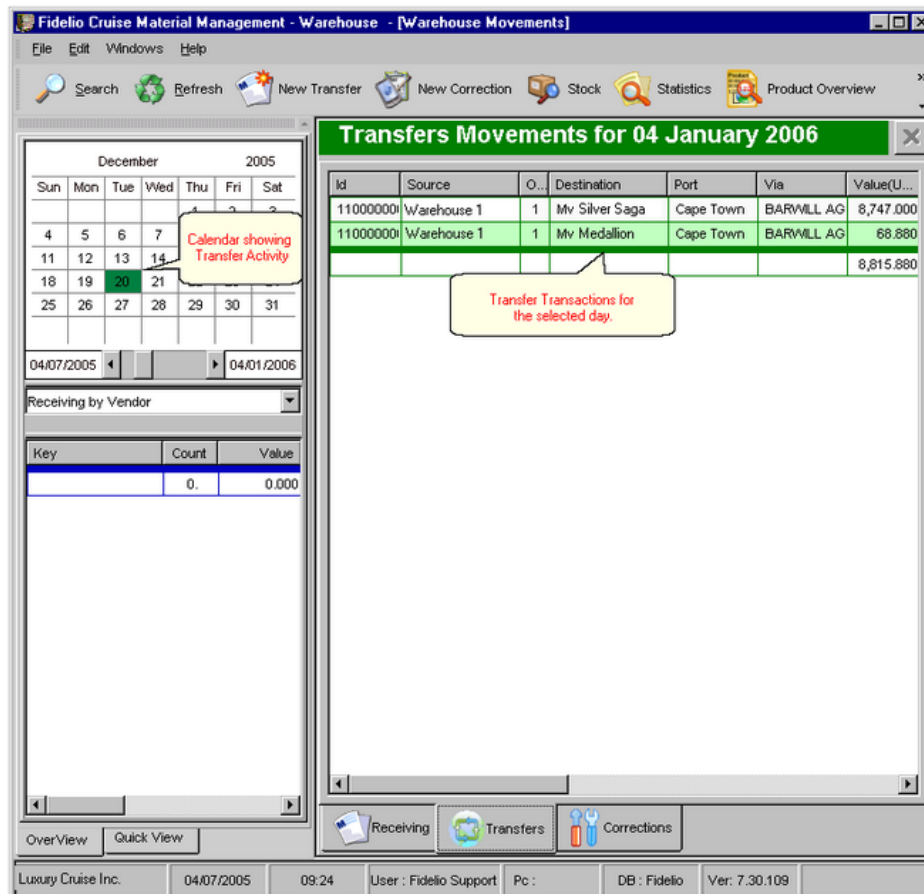 Fidelio Cruise Material Management - Warehouse - [Warehouse Movements]
File Edit Windows Help
Search Refresh New Transfer New Correction Stock Statistics Product Overview »
Transfers Movements for 04 January 2006
December 2005
Sun Mon Tue Wed Thu Fri Sat
4 5 6 7
11 12 13 14
18 19 20 21
25 26 27 28 29 30 31
Calendar showing
Transfer Activity
04/07/2005 04/01/2006
Receiving by Vendor
Key Count Value
0. 0.000
OverView Quick View
Id Source O... Destination Port Via Value(U...
11000000 Warehouse 1 1 Mv Silver Saga Cape Town BARWILL AG 8,747.000
11000000 Warehouse 1 1 Mv Medallion Cape Town BARWILL AG 68.880
8,815.880
Transfer Transactions for
the selected day.
Receiving Transfers Corrections
Luxury Cruise Inc. 04/07/2005 09:24 User : Fidelio Support Pc : DB : Fidelio Ver: 7.30.109